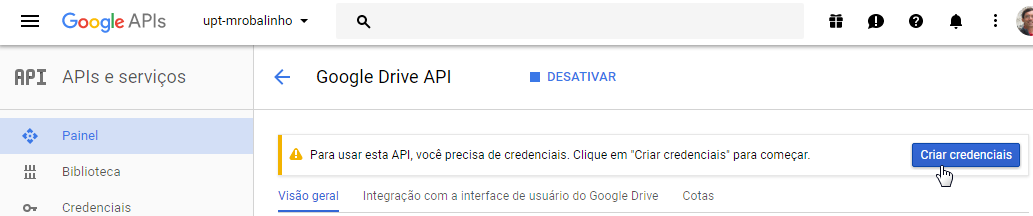 Google APIs
upt-mrobalinho
API APIs e serviços
Google Drive API
DESATIVAR
Painel
Para usar esta API, você precisa de credenciais. Clique em "Criar credenciais" para começar.
Criar credenciais
Biblioteca
Visão geral
Integração com a interface de usuário do Google Drive
Cotas
Credenciais